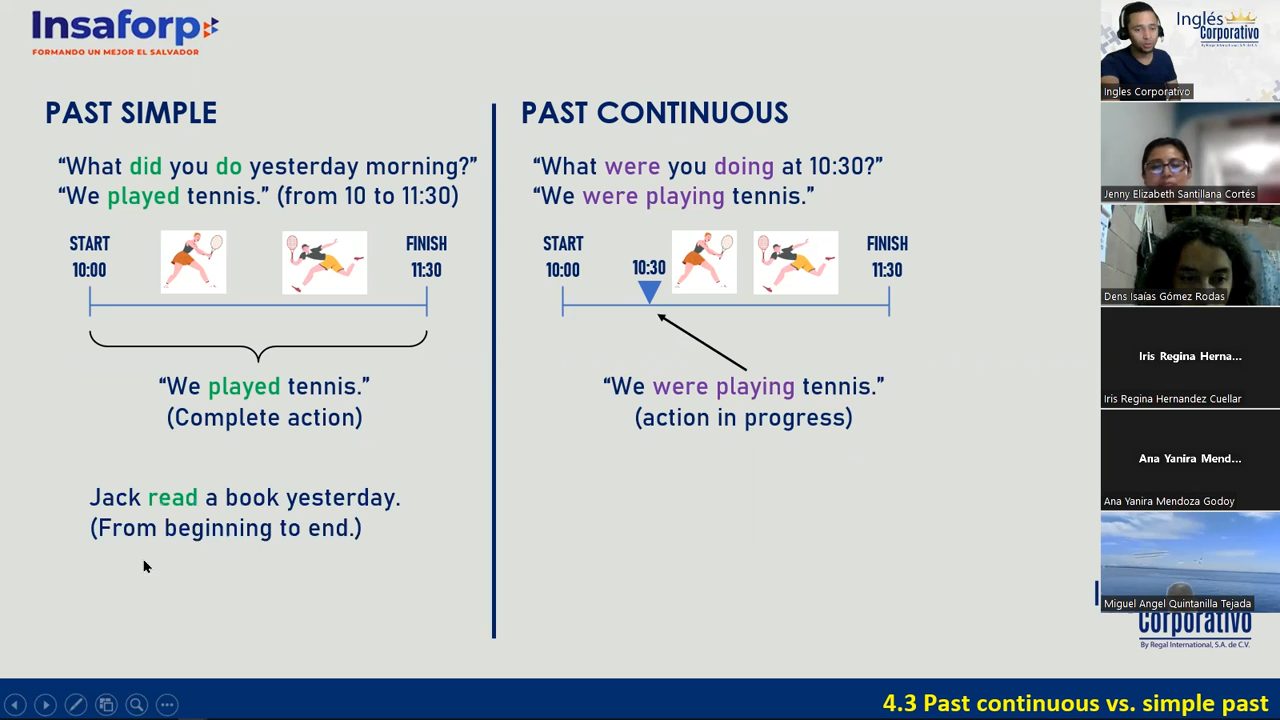 Insaforp
FORMANDO UN MEJOR EL SALVADOR
PAST SIMPLE
“What did you do yesterday morning?”
“We played tennis.” (from 10 to 11:30)
START
10:00
FINISH
11:30
“We played tennis.”
(Complete action)
Jack read a book yesterday.
(From beginning to end.)
PAST CONTINUOUS
“What were you doing at 10:30?”
“We were playing tennis.”
START
10:00
10:30
FINISH
11:30
“We were playing tennis.”
(action in progress)
Inglés
Corporativo
By Regal International, S.A. de C.V.
Ingles Corporativo
Jenny Elizabeth Santillana Cortés
Dens Isaías Gómez Rodas
Iris Regina Herna...
Iris Regina Hernandez Cuellar
Ana Yanira Mend...
Ana Yanira Mendoza Godoy
Miguel Angel Quintanilla Tejada
Corporativo
By Regal International, S.A. de C.V.
4.3 Past continuous vs. simple past